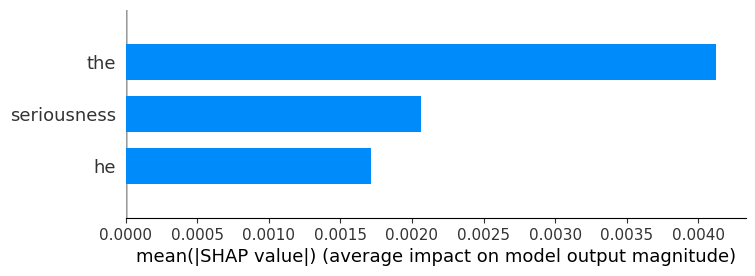 the
seriousness
he
0.0000 0.0005 0.0010 0.0015 0.0020 0.0025 0.0030 0.0035 0.0040
mean(|SHAP value|) (average impact on model output magnitude)